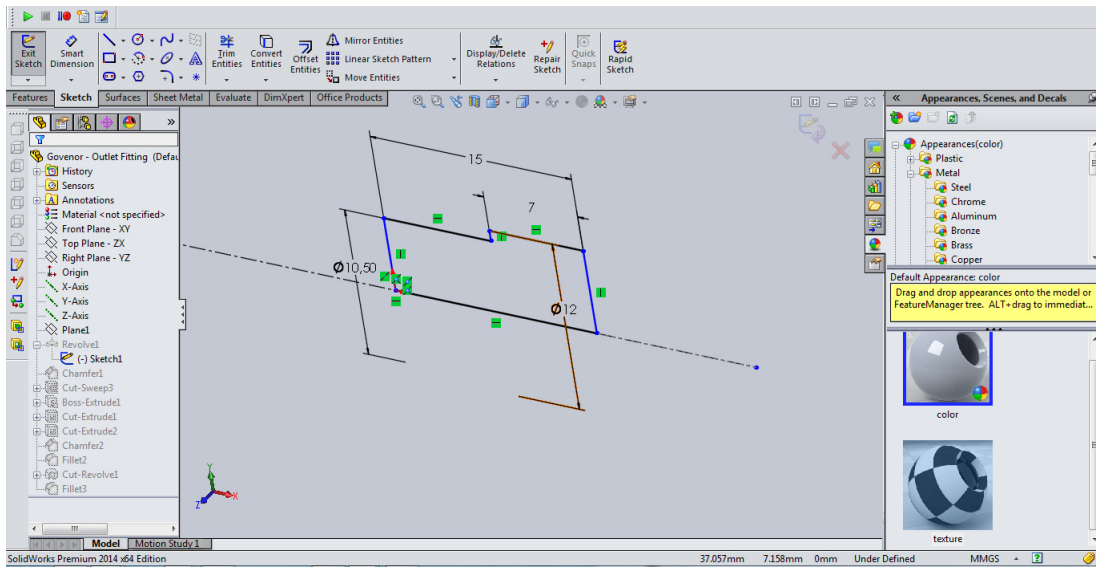 Exit Sketch
Smart Dimension
Trim Entities
Convert Entities
Offset Entities
Mirror Entities
Linear Sketch Pattern
Move Entities
Display/Delete Relations
Repair Sketch
Quick Snaps
Rapid Sketch
Features
Sketch
Surfaces
Sheet Metal
Evaluate
DimXpert
Office Products
Govenor - Outlet Fitting (Defau
History
Sensors
Annotations
Material <not specified>
Front Plane - XY
Top Plane - ZX
Right Plane - YZ
Origin
X-Axis
Y-Axis
Z-Axis
Plane1
Revolve1
(-) Sketch1
Chamfer1
Cut-Sweep3
Boss-Extrude1
Cut-Extrude1
Cut-Extrude2
Chamfer2
Fillet2
Cut-Revolve1
Fillet3
15
7
Ø10,50
Ø12
Y
X
Z
Appearances, Scenes, and Decals
Appearances(color)
Plastic
Metal
Steel
Chrome
Aluminum
Bronze
Brass
Copper
Default Appearance: color
Drag and drop appearances onto the model or
FeatureManager tree. ALT+drag to immediat...
color
texture
Model
Motion Study 1
SolidWorks Premium 2014 x64 Edition
37.057mm
7.158mm
0mm
Under Defined
MMGS